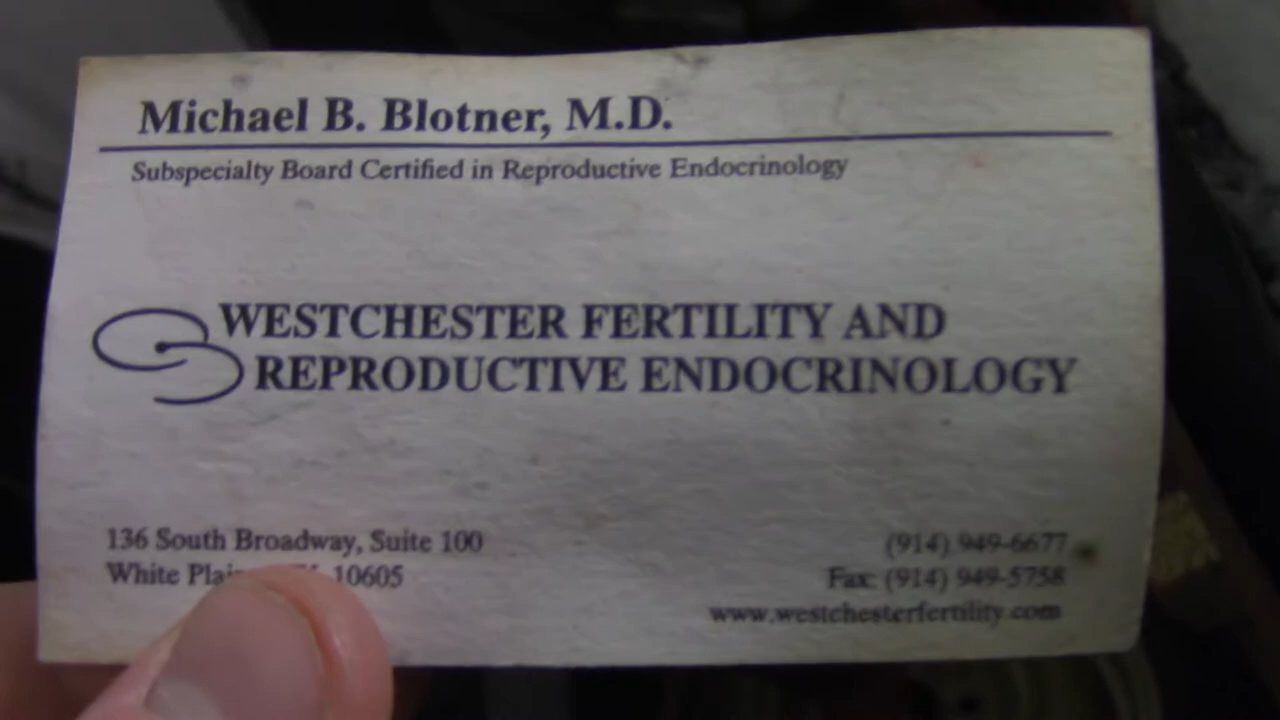 Michael B. Blotner, M.D.
Subspecialty Board Certified in Reproductive Endocrinology
WESTCHESTER FERTILITY AND
REPRODUCTIVE ENDOCRINOLOGY
136 South Broadway, Suite 100
White 10605
(914) 949-6677
Fax: (914) 949-5758
www.westchesterfertility.com